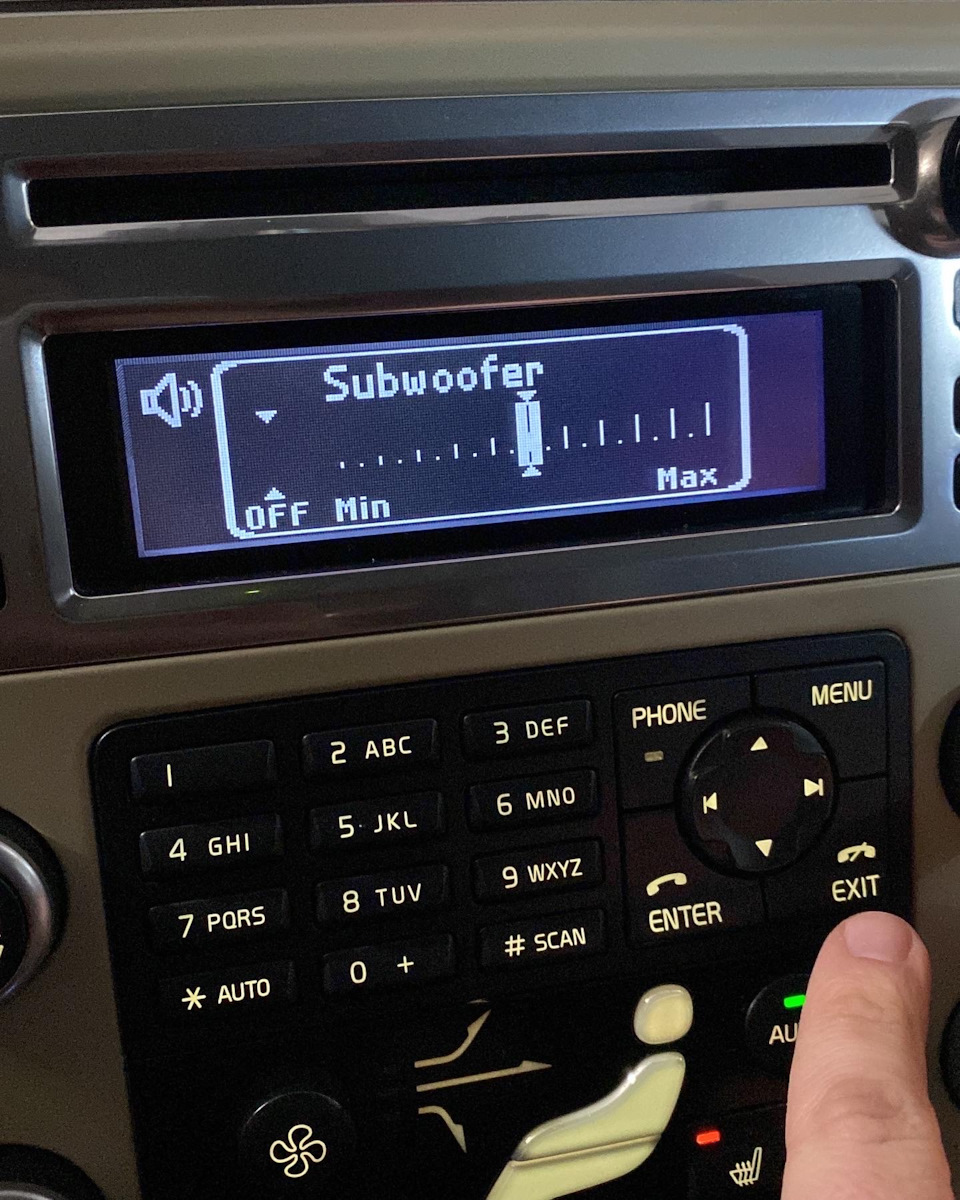 Subwoofer
OFF Min Max
PHONE MENU
1
2 ABC
3 DEF
4 GHI
5 JKL
6 MNO
7 PQRS
8 TUV
9 WXYZ
ENTER EXIT
* AUTO
0 +
# SCAN
AU